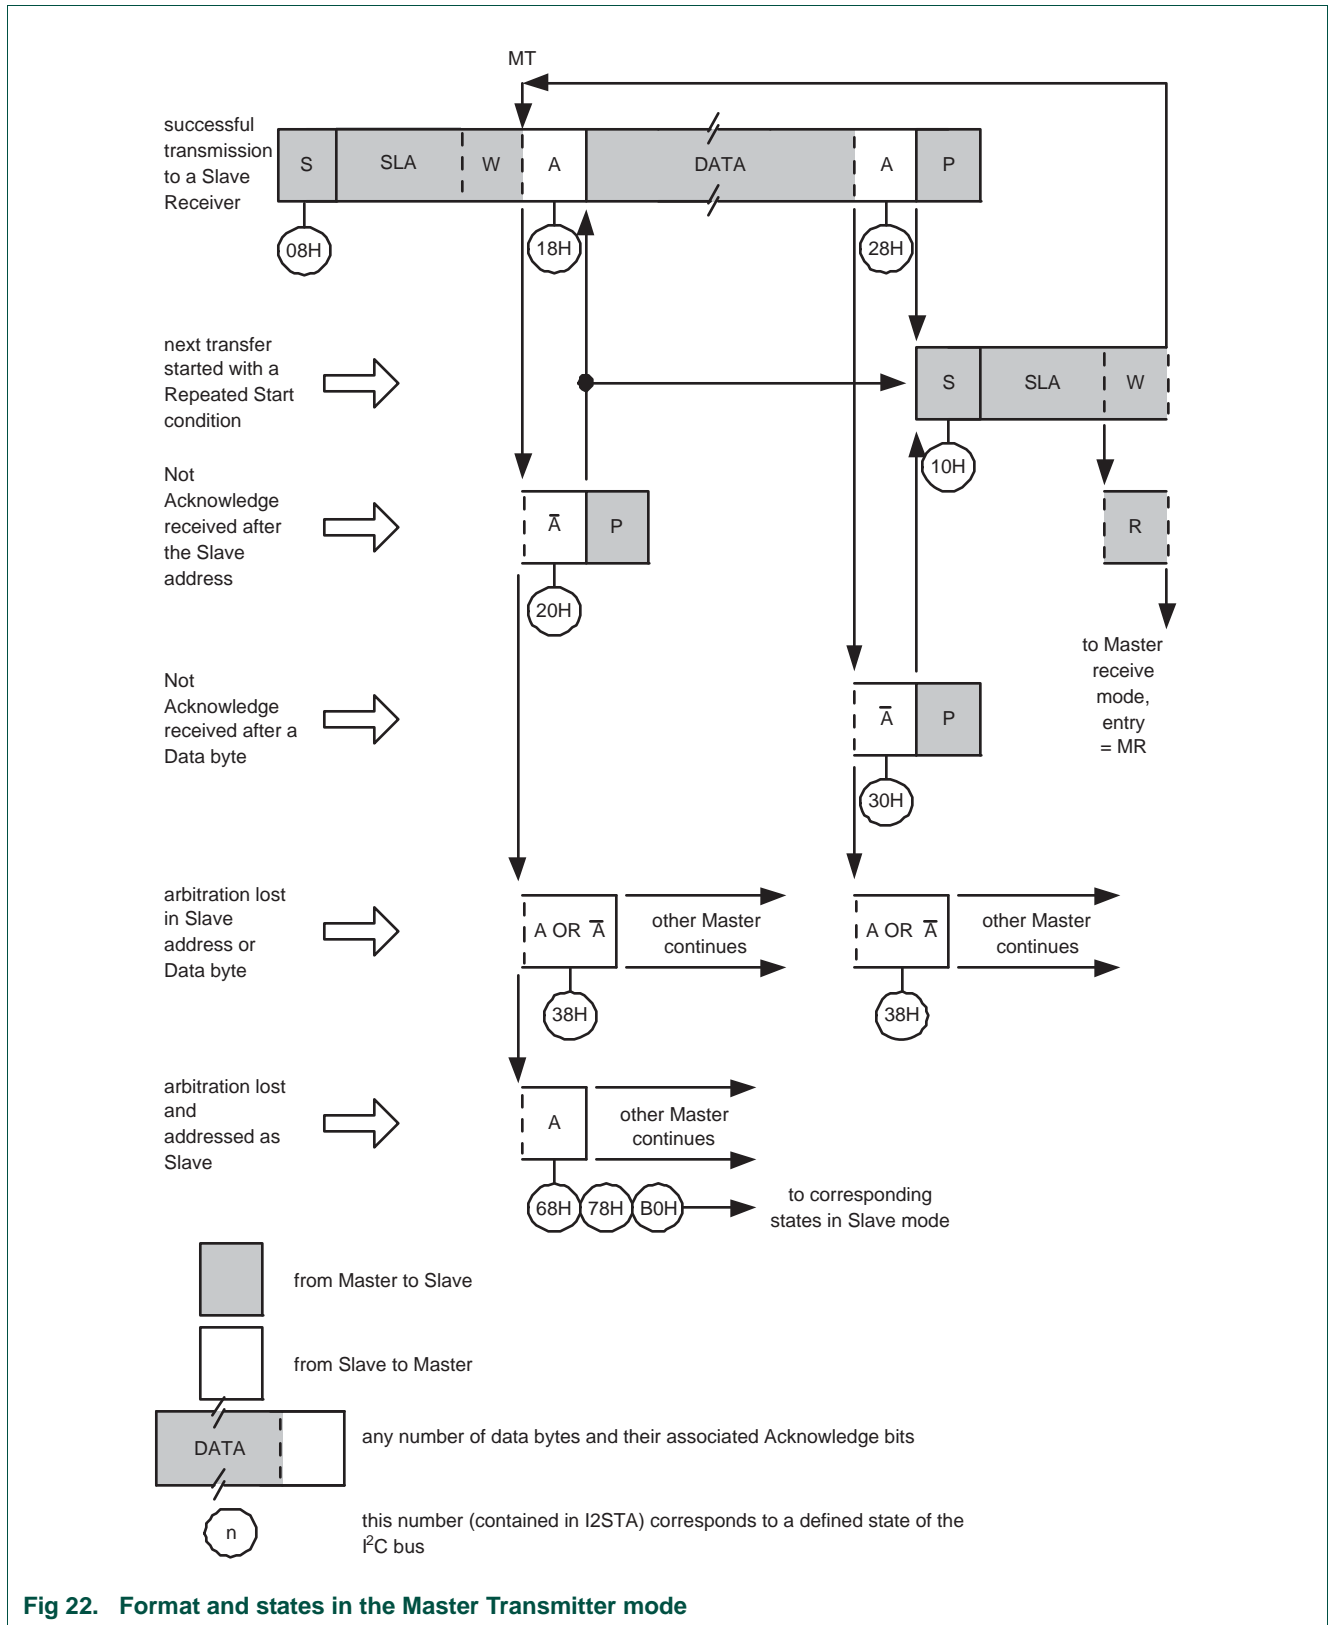 MT
successful
transmission
to a Slave
Receiver
S SLA W A DATA A P
08H 18H 28H
next transfer
started with a
Repeated Start
condition
S SLA W
10H
Not
Acknowledge
received after
the Slave
address
A̅ P
R
20H
to Master
receive
mode,
entry
= MR
Not
Acknowledge
received after a
Data byte
A̅ P
30H
arbitration lost
in Slave
address or
Data byte
A OR A̅
other Master
continues
A OR A̅
other Master
continues
38H 38H
arbitration lost
and
addressed as
Slave
A
other Master
continues
68H 78H B0H
to corresponding
states in Slave mode
from Master to Slave
from Slave to Master
DATA
any number of data bytes and their associated Acknowledge bits
n
this number (contained in I2STA) corresponds to a defined state of the
I²C bus
Fig 22. Format and states in the Master Transmitter mode